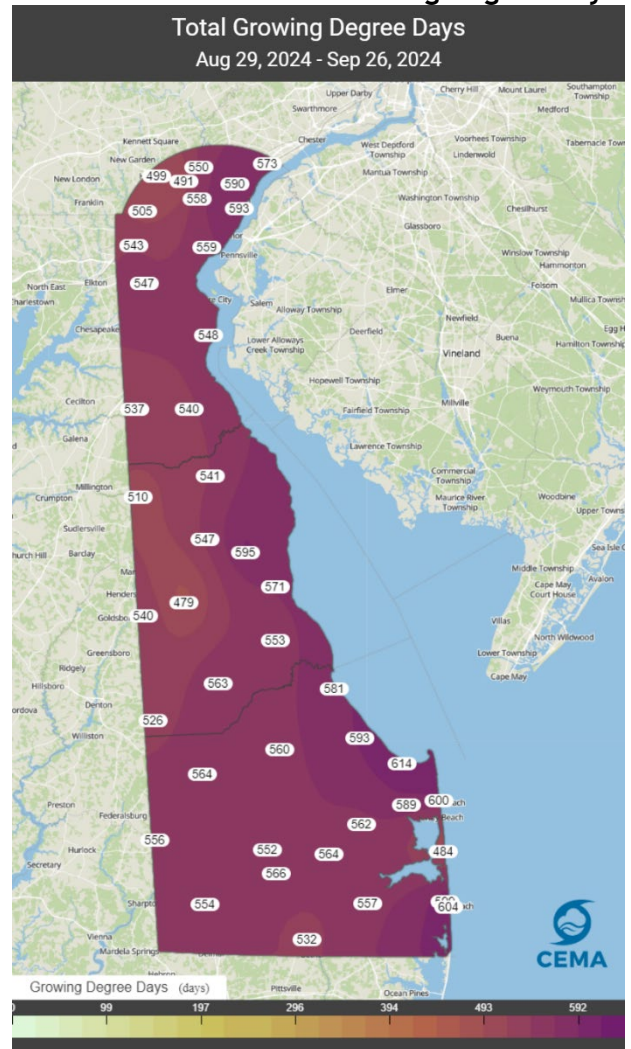 Total Growing Degree Days
Aug 29, 2024 - Sep 26, 2024
Upper Darby
Cherry Hill
Mount Laurel
Southampton
Township
Swarthmore
Medford
Kennett Square
Chester
West Deptford
Township
Voorhees Township
Tabernacle
New Garden
550
573
Lindenwold
499
491
Mantua Township
New London
590
558
Washington Township
Franklin
505
593
Chesilhurst
Glassboro
543
559
Pennsville
Winslow Township
Hammonton
North East
Elkton
547
Elmer
Folsom
City
Salem
Mullica
Alloway Township
Newfield
Chesapeake
548
Lower Alloways
Creek Township
Deerfield
Buena
Hamilton Township
Vineland
Hopewell Township
Weymouth Township
Cecilton
537
540
Fairfield Township
Millville
Galena
Lawrence Township
541
Commercial
Township
Millington
510
Crumpton
Maurice River
Township
Woodbine
Sudlersville
547
Barclay
595
Middle Township
571
Cape May
Court House
Avalon
479
540
Villas
553
North Wildwood
Greensboro
Lower Township
Ridgely
563
581
Cape May
Hillsboro
Denton
526
Williston
593
560
614
564
Preston
589
600
Federalsburg
562
Beach
556
552
564
484
Hurlock
Secretary
566
554
557
604
532
Vienna
Mardela Springs
CEMA
Pittsville
Ocean Pines
Growing Degree Days (days)
99
197
296
394
493
592